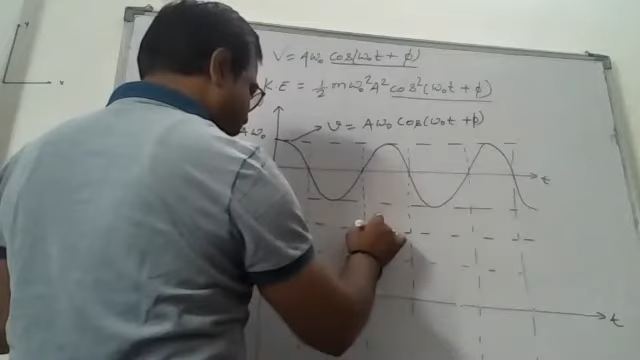 y
x
V = Aω₀ cos(ω₀t + φ)
K.E = ½ mω₀²A² cos²(ω₀t + φ)
Aω₀
v = Aω₀ cos(ω₀t + φ)
t
t